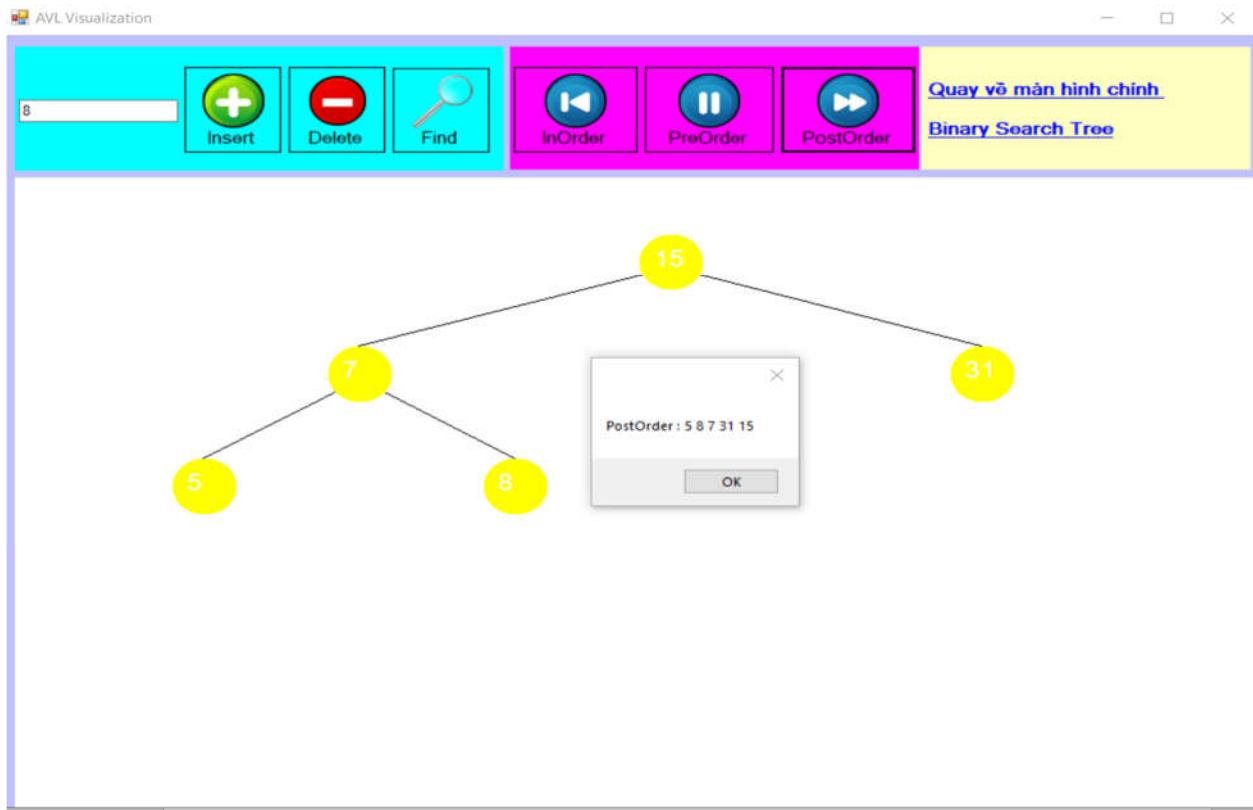 AVL Visualization
8
Insert
Delete
Find
InOrder
PreOrder
PostOrder
Quay về màn hình chính
Binary Search Tree
15
7
31
PostOrder : 5 8 7 31 15
5
8
OK